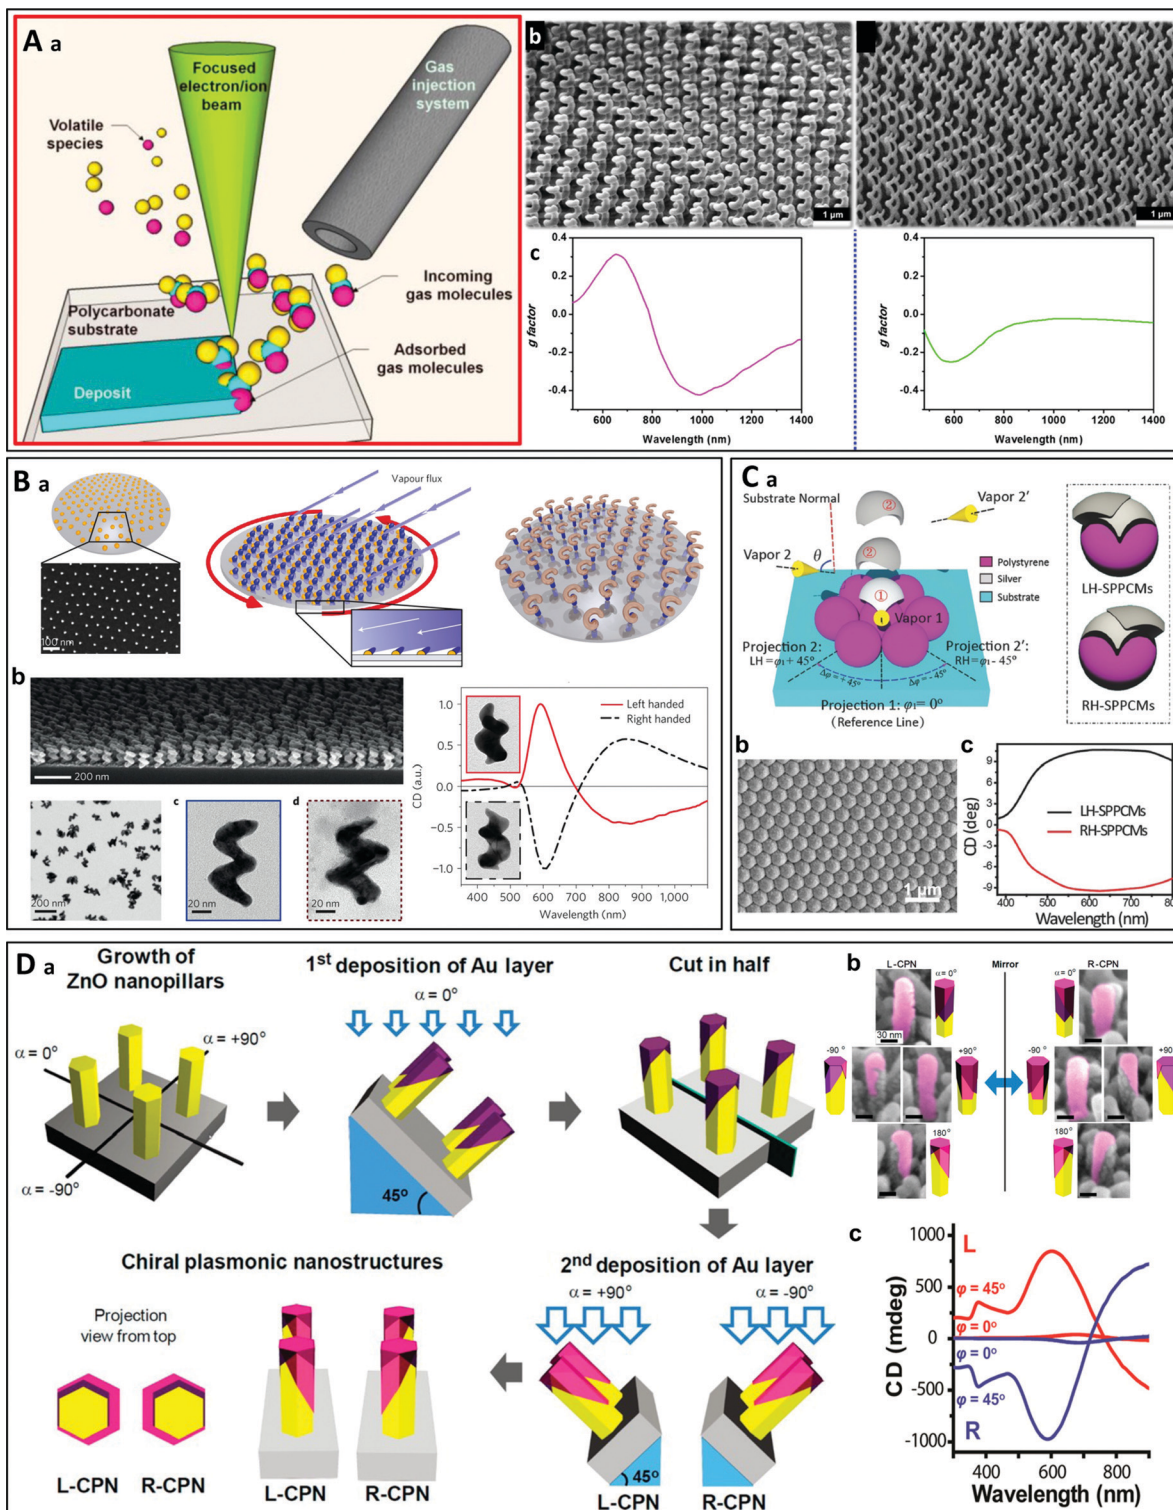 A a
Focused
electron/ion
beam
Gas
injection
system
Volatile
species
Incoming
gas molecules
Polycarbonate
substrate
Adsorbed
gas molecules
Deposit
b
1 µm
1 µm
c
0.4
0.2
0.0
-0.2
-0.4
g factor
600 800 1000 1200 1400
Wavelength (nm)
0.4
0.2
0.0
-0.2
-0.4
g factor
600 800 1000 1200 1400
Wavelength (nm)
B a
Vapour flux
100 nm
b
200 nm
200 nm
c
20 nm
d
20 nm
Left handed
Right handed
1.0
0.5
0.0
−0.5
−1.0
CD (a.u.)
400 500 600 700 800 900 1,000
Wavelength (nm)
C a
Substrate Normal
②
Vapor 2′
②
Vapor 2
θ
①
Vapor 1
Polystyrene
Silver
Substrate
Projection 2:
LH =φ₁+ 45°
Δφ = +45°
Δφ = -45°
Projection 2′:
RH =φ₁- 45°
Projection 1: φ₁= 0°
(Reference Line)
LH-SPPCMs
RH-SPPCMs
b
1 µm
c
9
3
-3
-9
CD (deg)
LH-SPPCMs
RH-SPPCMs
400 500 600 700 80
Wavelength (nm)
D a
Growth of
ZnO nanopillars
α = 0°
α = +90°
α = -90°
1st deposition of Au layer
α = 0°
45°
Cut in half
2nd deposition of Au layer
α = +90°
α = -90°
45°
L-CPN
R-CPN
Chiral plasmonic nanostructures
Projection
view from top
L-CPN
R-CPN
L-CPN
R-CPN
b
L-CPN
Mirror
R-CPN
α = 0°
α = 0°
30 nm
-90°
+90°
-90°
+90
180°
180°
c
1000
500
0
-500
-1000
CD (mdeg)
L
φ = 45°
φ = 0°
φ = 0°
φ = 45°
R
400 600 800
Wavelength (nm)